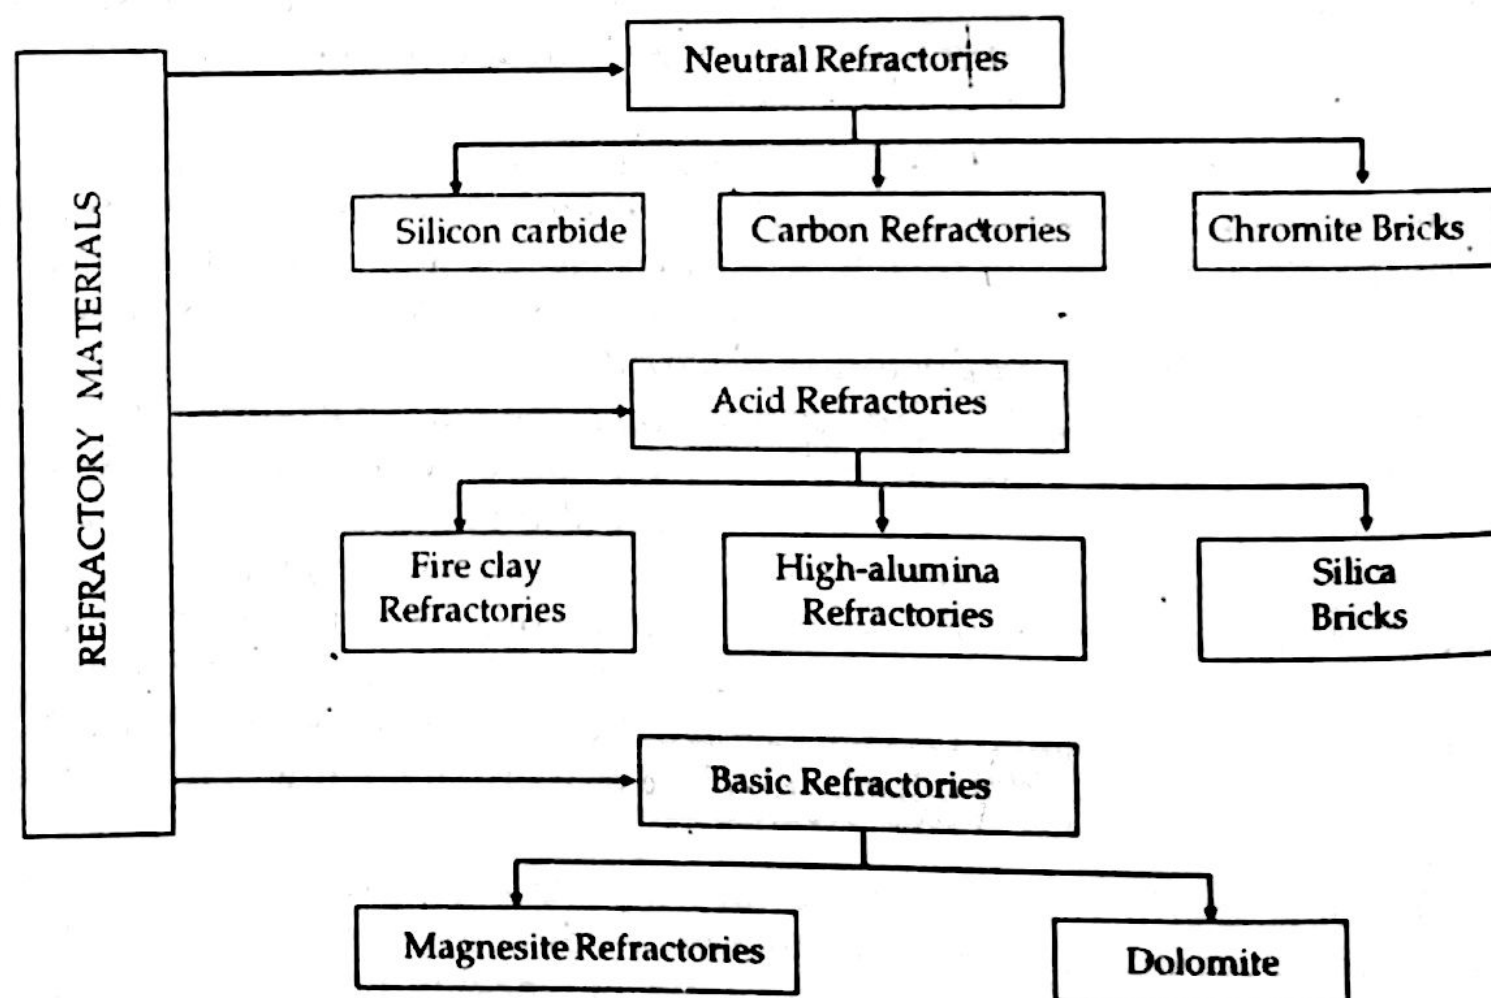 REFRACTORY MATERIALS
Neutral Refractories
Silicon carbide
Carbon Refractories
Chromite Bricks
Acid Refractories
Fire clay
Refractories
High-alumina
Refractories
Silica
Bricks
Basic Refractories
Magnesite Refractories
Dolomite